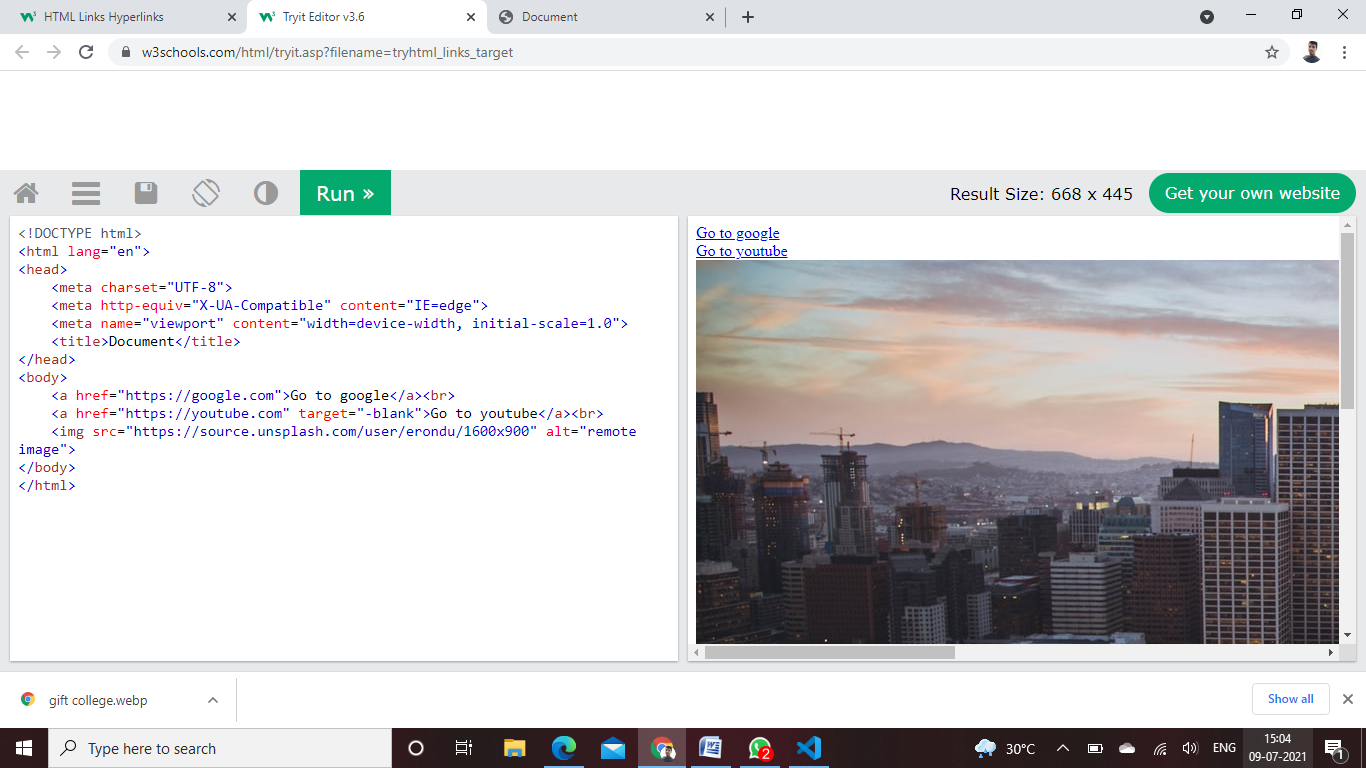 HTML Links Hyperlinks
Tryit Editor v3.6
Document
w3schools.com/html/tryit.asp?filename=tryhtml_links_target
Run »
Result Size: 668 x 445
Get your own website
<!DOCTYPE html>
<html lang="en">
<head>
    <meta charset="UTF-8">
    <meta http-equiv="X-UA-Compatible" content="IE=edge">
    <meta name="viewport" content="width=device-width, initial-scale=1.0">
    <title>Document</title>
</head>
<body>
    <a href="https://google.com">Go to google</a><br>
    <a href="https://youtube.com" target="-blank">Go to youtube</a><br>
    <img src="https://source.unsplash.com/user/erondu/1600x900" alt="remote
image">
</body>
</html>
Go to google
Go to youtube
gift college.webp
Show all
Type here to search
2
30°C
ENG
15:04
09-07-2021
1